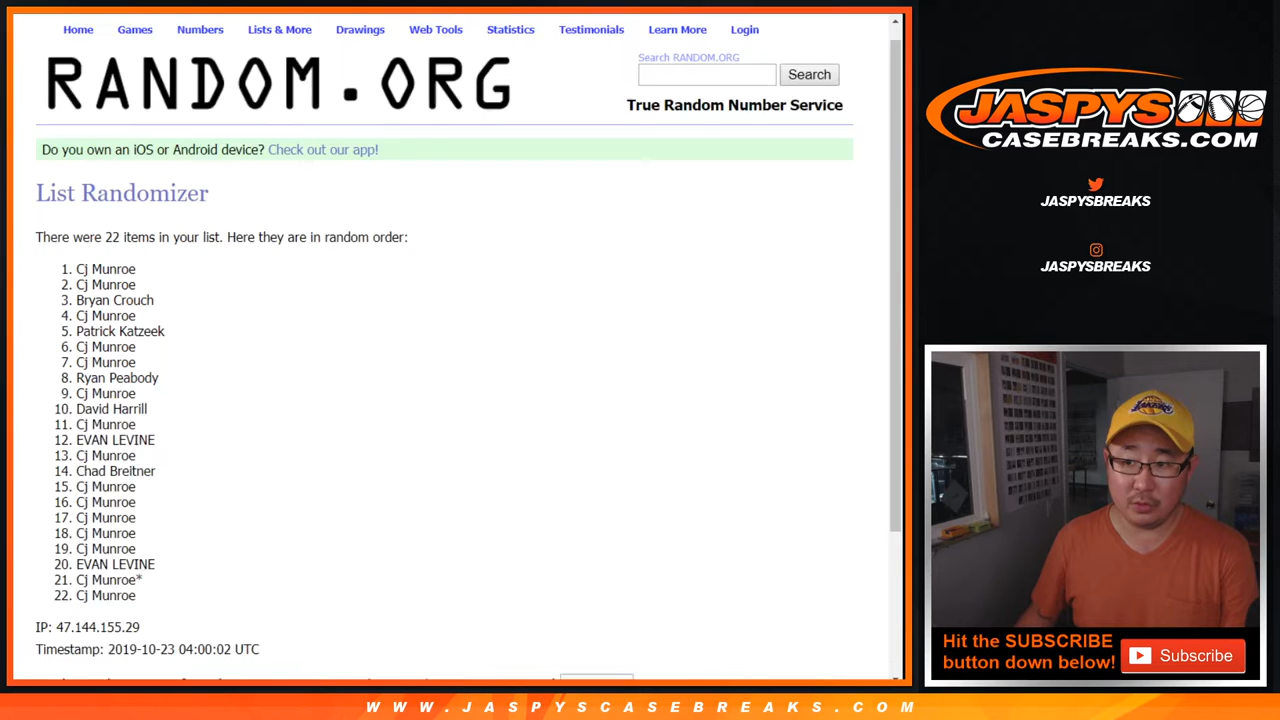 Home Games Numbers Lists & More Drawings Web Tools Statistics Testimonials Learn More Login
RANDOM.ORG
Search RANDOM.ORG
Search
True Random Number Service
Do you own an iOS or Android device? Check out our app!
List Randomizer
There were 22 items in your list. Here they are in random order:
1. Cj Munroe
2. Cj Munroe
3. Bryan Crouch
4. Cj Munroe
5. Patrick Katzeek
6. Cj Munroe
7. Cj Munroe
8. Ryan Peabody
9. Cj Munroe
10. David Harrill
11. Cj Munroe
12. EVAN LEVINE
13. Cj Munroe
14. Chad Breitner
15. Cj Munroe
16. Cj Munroe
17. Cj Munroe
18. Cj Munroe
19. Cj Munroe
20. EVAN LEVINE
21. Cj Munroe*
22. Cj Munroe
IP: 47.144.155.29
Timestamp: 2019-10-23 04:00:02 UTC
JASPYS
CASEBREAKS.COM
JASPYSBREAKS
JASPYSBREAKS
Hit the SUBSCRIBE
button down below!
Subscribe
WWW.JASPYSCASEBREAKS.COM